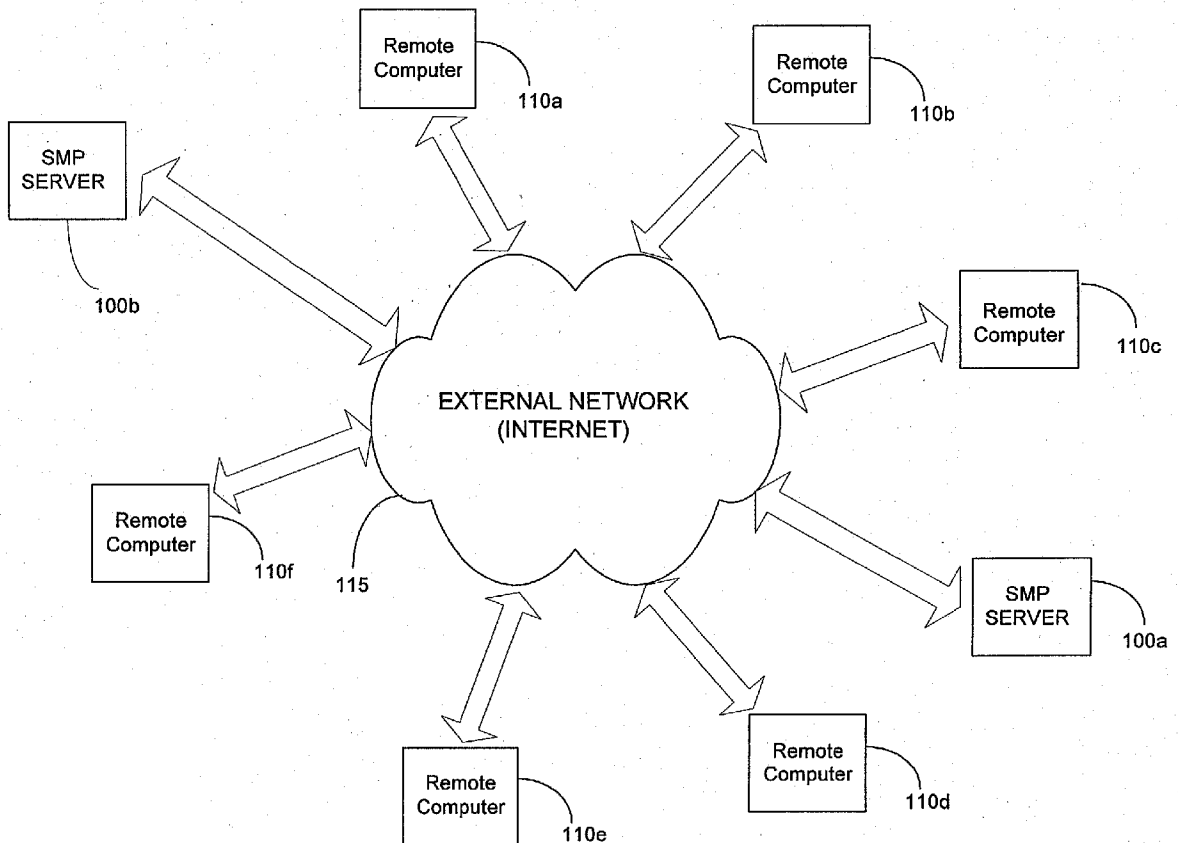 Remote
Computer
110a
Remote
Computer
110b
SMP
SERVER
100b
Remote
Computer
110c
EXTERNAL NETWORK
(INTERNET)
Remote
Computer
110f
115
SMP
SERVER
100a
Remote
Computer
110d
Remote
Computer
110e